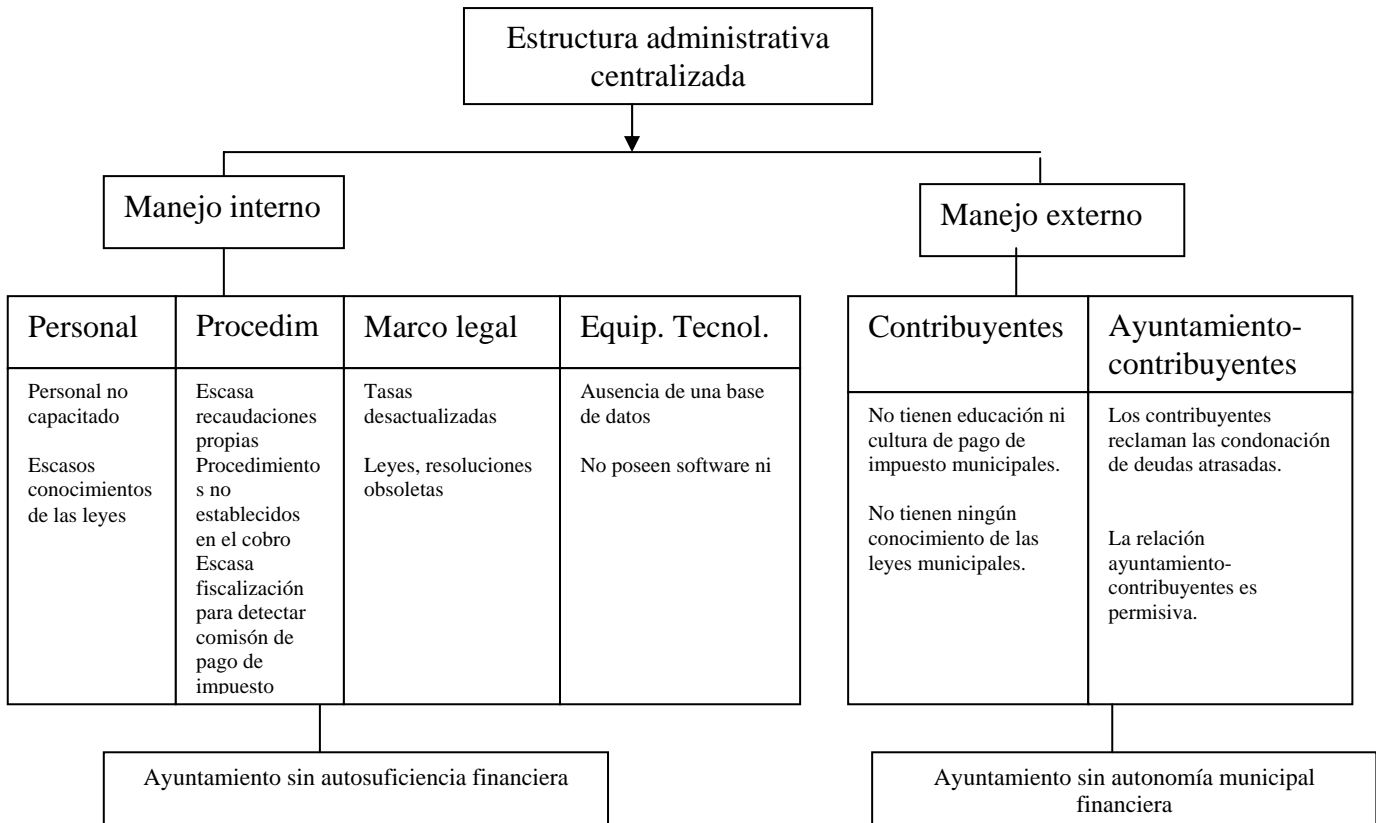 Estructura administrativa
centralizada
Manejo interno
Manejo externo
Personal
Personal no
capacitado
Escasos
conocimientos
de las leyes
Procedim
Escasa
recaudaciones
propias
Procedimiento
s no
establecidos
en el cobro
Escasa
fiscalización
para detectar
comisón de
pago de
impuesto
Marco legal
Tasas
desactualizadas
Leyes, resoluciones
obsoletas
Equip. Tecnol.
Ausencia de una base
de datos
No poseen software ni
Contribuyentes
No tienen educación ni
cultura de pago de
impuesto municipales.
No tienen ningún
conocimiento de las
leyes municipales.
Ayuntamiento-
contribuyentes
Los contribuyentes
reclaman las condonación
de deudas atrasadas.
La relación
ayuntamiento-
contribuyentes es
permisiva.
Ayuntamiento sin autosuficiencia financiera
Ayuntamiento sin autonomía municipal
financiera